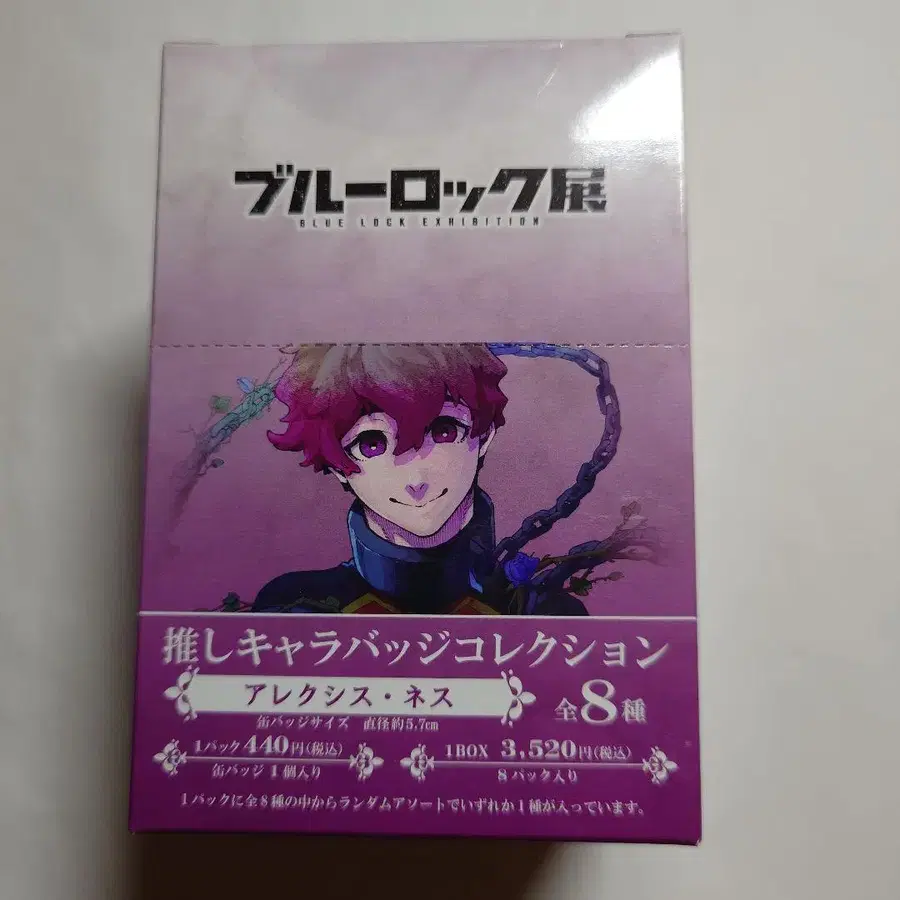 ブルーロック展
BLUE LOCK EXHIBITION
推しキャラバッジコレクション
アレクシス・ネス
全8種
缶バッジサイズ 直径約5.7cm
1パック440円(税込)
缶バッジ1個入り
1BOX 3,520円(税込)
8パック入り
1パックに全8種の中からランダムアソートでいずれか1種が入っています。